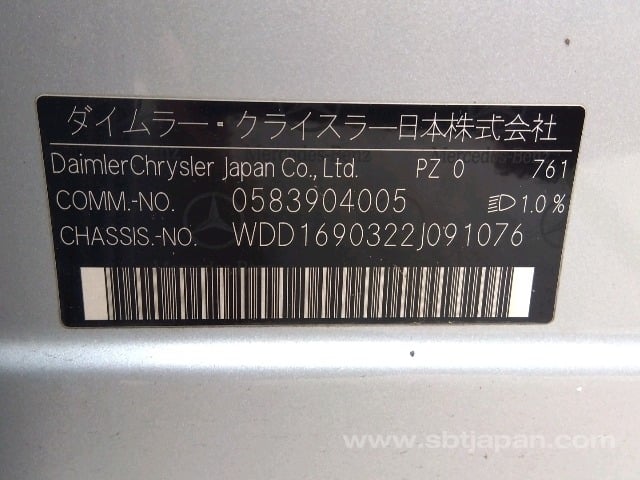 ダイムラー・クライスラー日本株式会社
DaimlerChrysler Japan Co., Ltd. PZ 0 761
COMM.-NO. 0583904005 1.0%
CHASSIS.-NO. WDD1690322J091076
www.sbtjapan.com